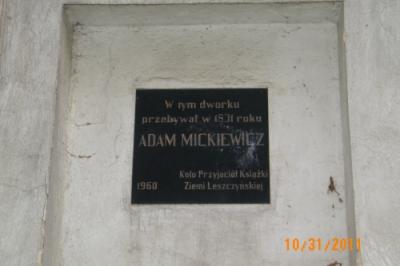 W tym dworku
przebywał w 1831 roku
ADAM MICKIEWICZ
Koło Przyjaciół Książki
1960 Ziemi Leszczyńskiej
10/31/2011